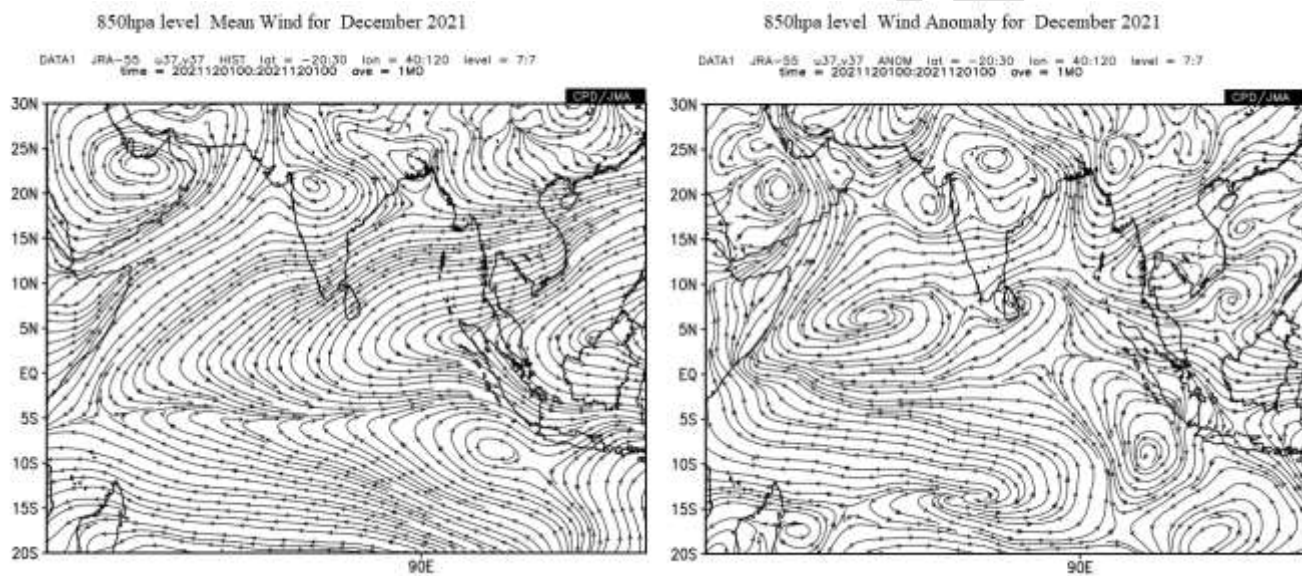 850hpa level Mean Wind for December 2021
DATA1 JRA-55 u37,v37 HIST lat = -20:30 lon = 40:120 level = 7:7
time = 2021120100:2021120100 ave = 1MO
CPD/JMA
30N
25N
20N
15N
10N
5N
EQ
5S
10S
15S
20S
90E
850hpa level Wind Anomaly for December 2021
DATA1 JRA-55 u37,v37 ANOM lat = -20:30 lon = 40:120 level = 7:7
time = 2021120100:2021120100 ave = 1MO
CPD/JMA
30N
25N
20N
15N
10N
5N
EQ
5S
10S
15S
20S
90E